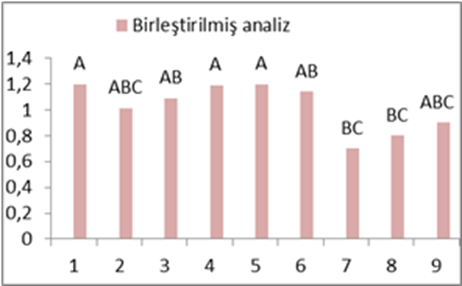 Birleştirilmiş analiz
1,4
1,2
1
0,8
0,6
0,4
0,2
0
A
ABC
AB
A
A
AB
BC
BC
ABC
1 2 3 4 5 6 7 8 9